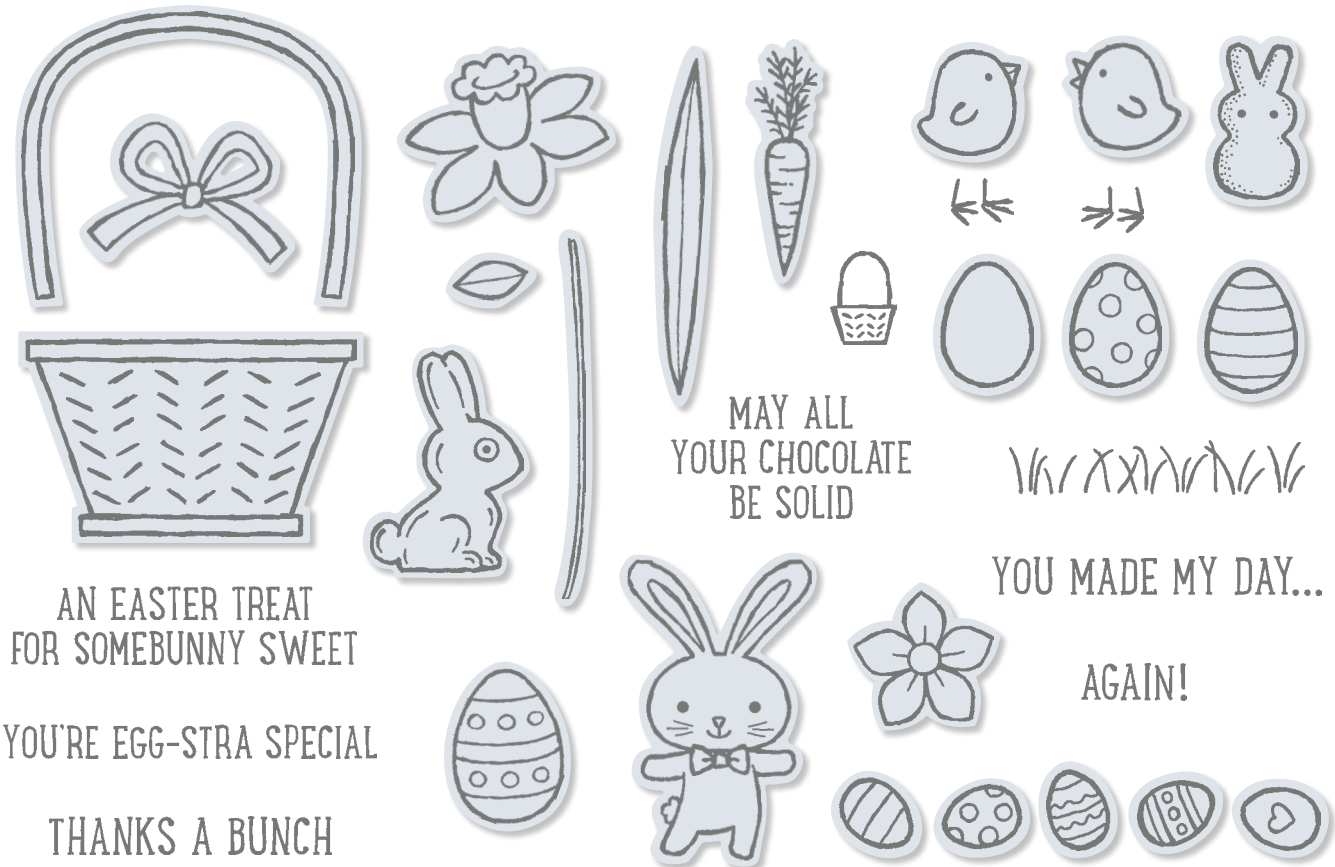 MAY ALL
YOUR CHOCOLATE
BE SOLID
YOU MADE MY DAY...
AN EASTER TREAT
FOR SOMEBUNNY SWEET
AGAIN!
YOU'RE EGG-STRA SPECIAL
THANKS A BUNCH